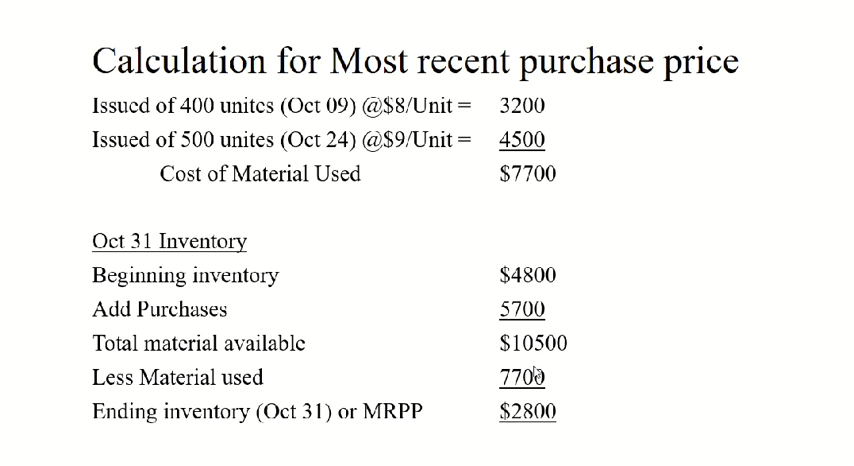 Calculation for Most recent purchase price
Issued of 400 unites (Oct 09) @$8/Unit = 3200
Issued of 500 unites (Oct 24) @$9/Unit = 4500
Cost of Material Used $7700
Oct 31 Inventory
Beginning inventory $4800
Add Purchases 5700
Total material available $10500
Less Material used 7700
Ending inventory (Oct 31) or MRPP $2800